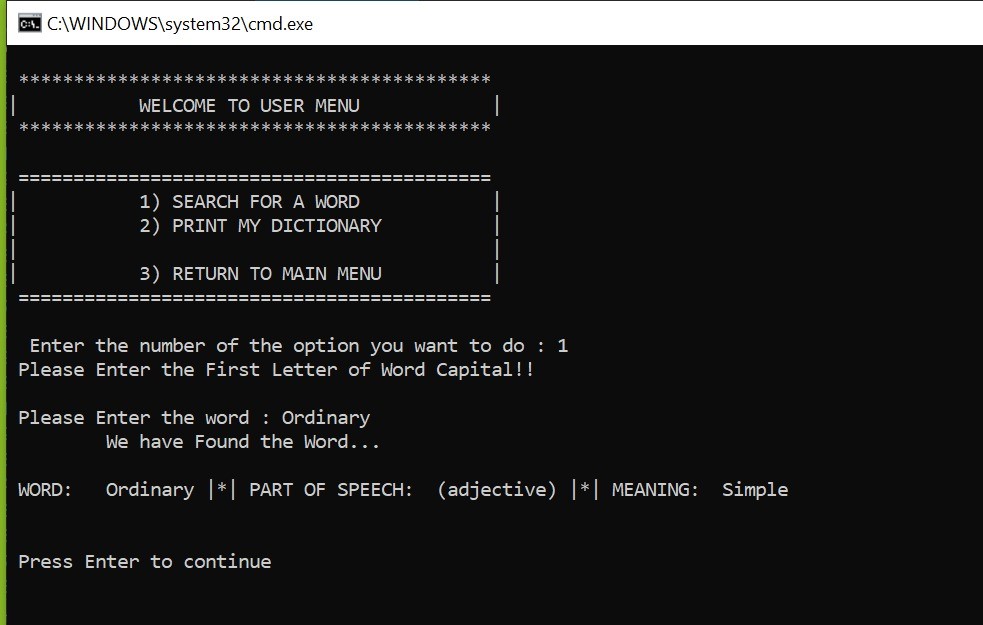 C:\WINDOWS\system32\cmd.exe
*******************************************
|           WELCOME TO USER MENU            |
*******************************************
===========================================
|           1) SEARCH FOR A WORD            |
|           2) PRINT MY DICTIONARY          |
|                                           |
|           3) RETURN TO MAIN MENU          |
===========================================
Enter the number of the option you want to do : 1
Please Enter the First Letter of Word Capital!!
Please Enter the word : Ordinary
We have Found the Word...
WORD:   Ordinary |*| PART OF SPEECH:  (adjective) |*| MEANING:  Simple
Press Enter to continue